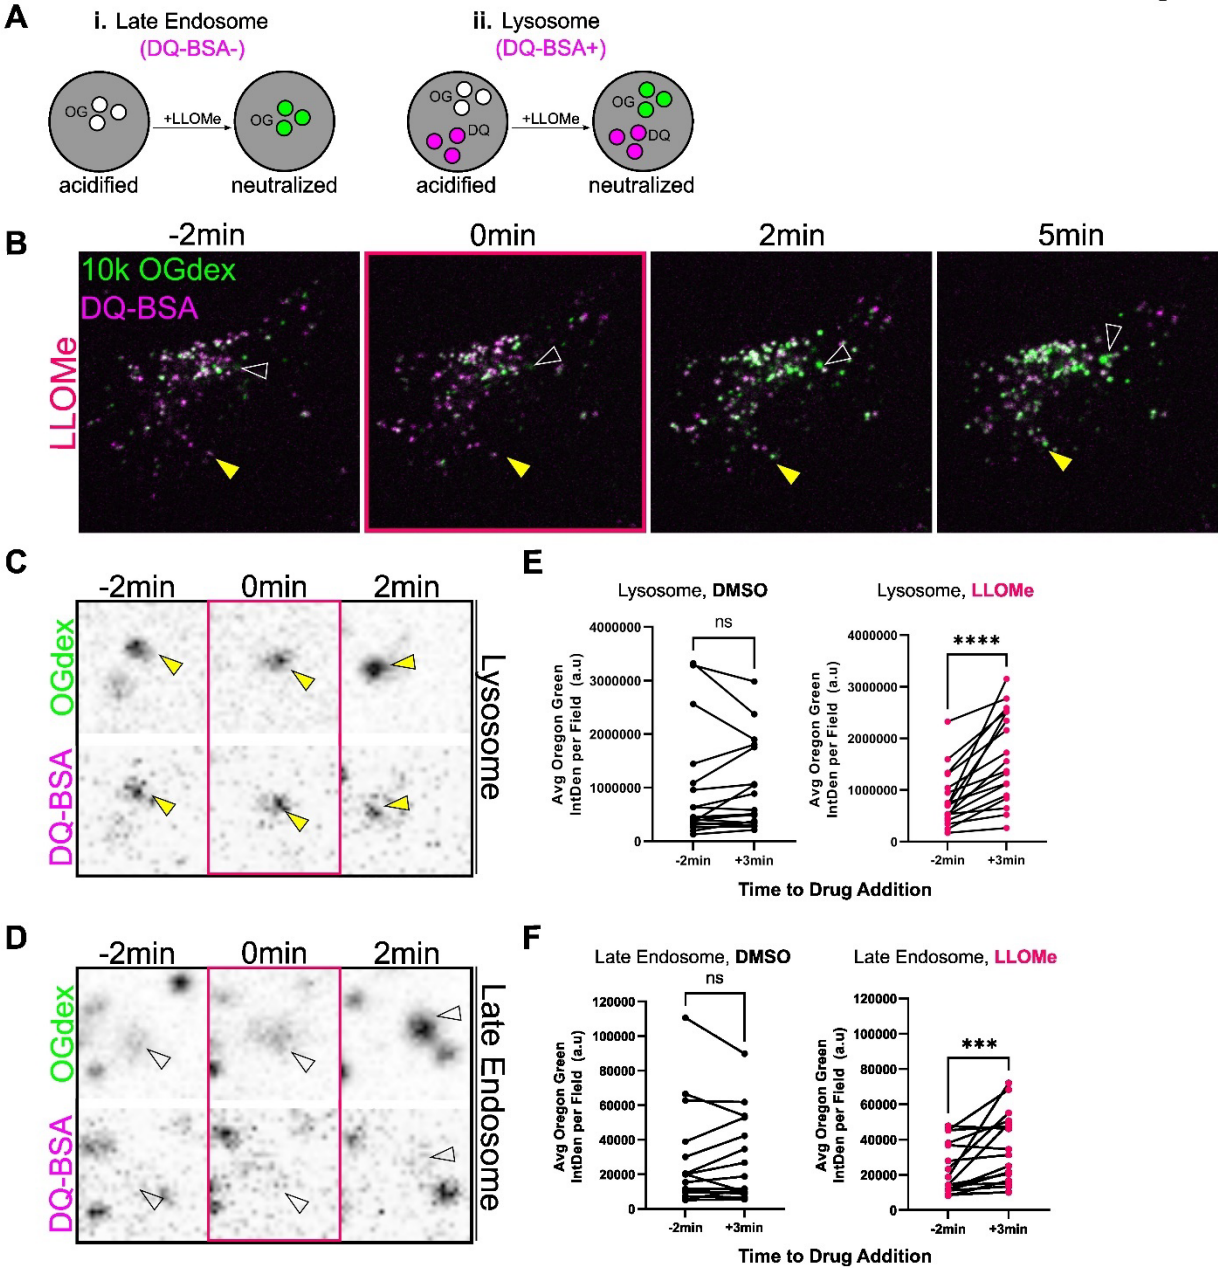 A
i. Late Endosome
(DQ-BSA-)
ii. Lysosome
(DQ-BSA+)
OG
+LLOMe
OG
acidified
neutralized
OG
DQ
+LLOMe
OG
DQ
acidified
neutralized
B
-2min
0min
2min
5min
10k OGdex
DQ-BSA
LLOMe
C
-2min
0min
2min
OGdex
DQ-BSA
Lysosome
D
-2min
0min
2min
OGdex
DQ-BSA
Late Endosome
E
Lysosome, DMSO
ns
Avg Oregon Green
IntDen per Field (a.u)
4000000
3000000
2000000
1000000
0
-2min
+3min
Lysosome, LLOMe
****
Avg Oregon Green
IntDen per Field (a.u)
4000000
3000000
2000000
1000000
0
-2min
+3min
Time to Drug Addition
F
Late Endosome, DMSO
ns
Avg Oregon Green
IntDen per Field (a.u)
120000
100000
80000
60000
40000
20000
0
-2min
+3min
Late Endosome, LLOMe
***
Avg Oregon Green
IntDen per Field (a.u)
120000
100000
80000
60000
40000
20000
0
-2min
+3min
Time to Drug Addition